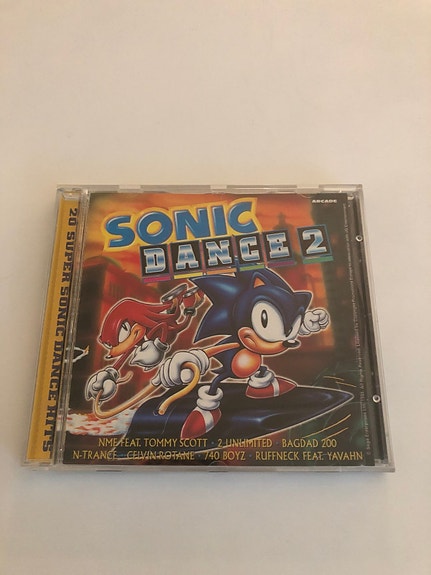 SONIC
DANCE 2
ARCADE
20 SUPER SONIC DANCE HITS
NME FEAT. TOMMY SCOTT · 2 UNLIMITED · BAGDAD 200
N-TRANCE · CELVIN ROTANE · 740 BOYZ · RUFFNECK FEAT. YAVAHN